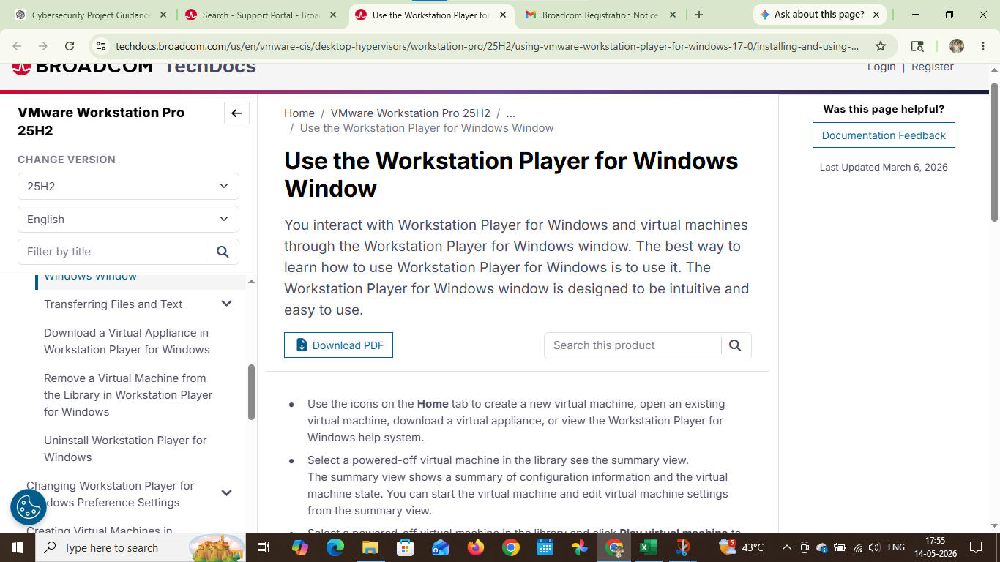 Cybersecurity Project Guidance
Search - Support Portal - Broa
Use the Workstation Player for
Broadcom Registration Notice
Ask about this page?
techdocs.broadcom.com/us/en/vmware-cis/desktop-hypervisors/workstation-pro/25H2/using-vmware-workstation-player-for-windows-17-0/installing-and-using-...
BROADCOM TechDocs
Login | Register
VMware Workstation Pro
25H2
CHANGE VERSION
25H2
English
Filter by title
Windows Window
Transferring Files and Text
Download a Virtual Appliance in
Workstation Player for Windows
Remove a Virtual Machine from
the Library in Workstation Player
for Windows
Uninstall Workstation Player for
Windows
Changing Workstation Player for
dows Preference Settings
Creating Virtual Machines in
Home / VMware Workstation Pro 25H2 / ...
/ Use the Workstation Player for Windows Window
Use the Workstation Player for Windows
Window
You interact with Workstation Player for Windows and virtual machines
through the Workstation Player for Windows window. The best way to
learn how to use Workstation Player for Windows is to use it. The
Workstation Player for Windows window is designed to be intuitive and
easy to use.
Download PDF
Search this product
• Use the icons on the Home tab to create a new virtual machine, open an existing
virtual machine, download a virtual appliance, or view the Workstation Player for
Windows help system.
• Select a powered-off virtual machine in the library see the summary view.
The summary view shows a summary of configuration information and the virtual
machine state. You can start the virtual machine and edit virtual machine settings
from the summary view.
• Select a powered-off virtual machine in the library and click Play virtual machine to
Was this page helpful?
Documentation Feedback
Last Updated March 6, 2026
Type here to search
5
43°C
ENG
17:55
14-05-2026